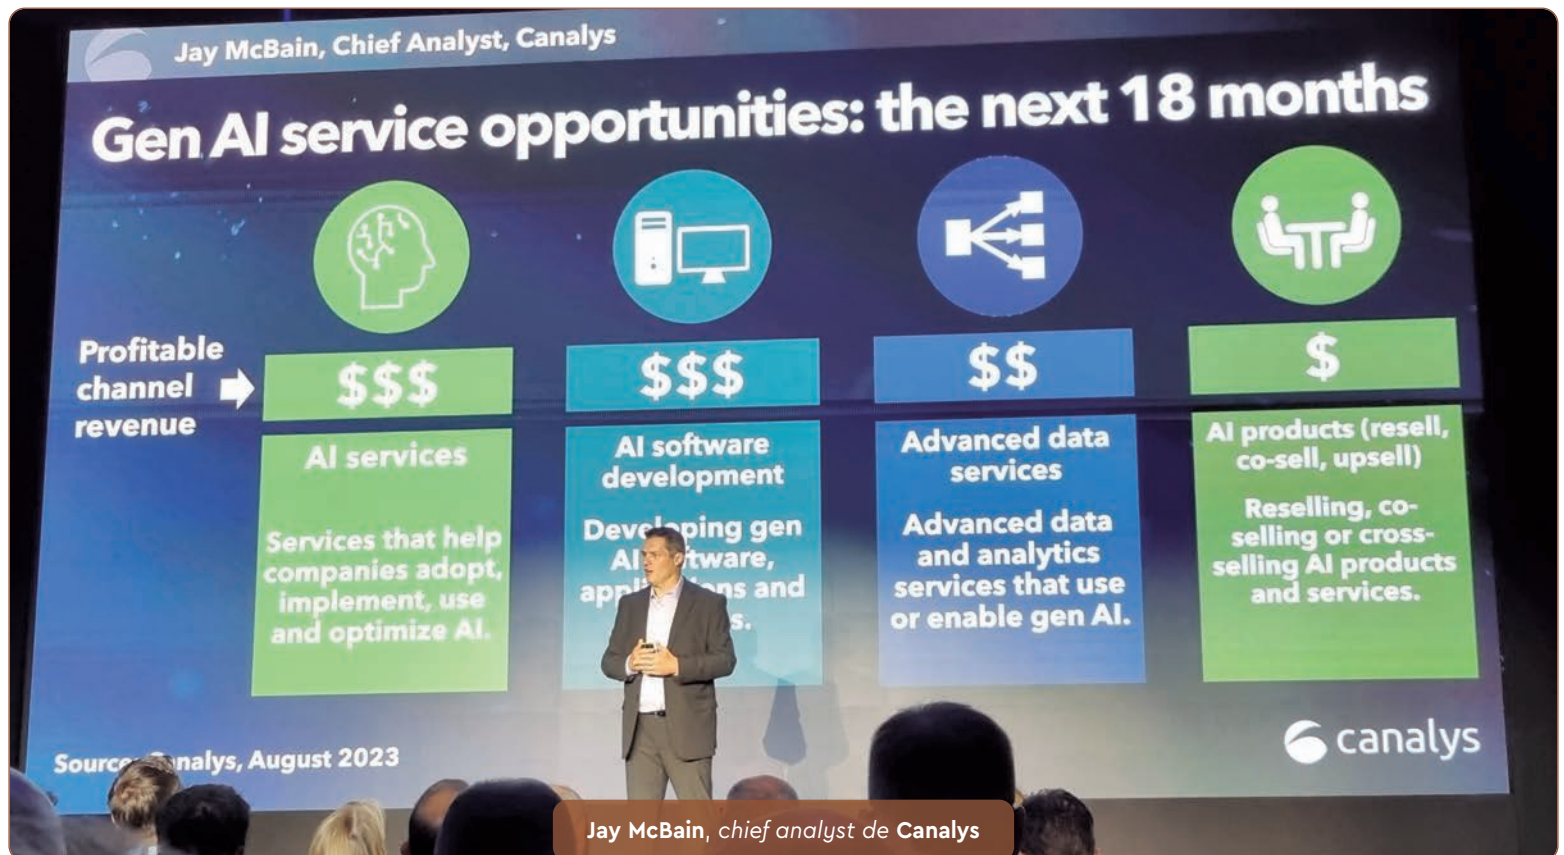 Jay McBain, Chief Analyst, Canalys
Gen AI service opportunities: the next 18 months
Profitable
channel
revenue
$$$
$$$
$$
$
AI services
Services that help
companies adopt,
implement, use
and optimize AI.
AI software
development
Developing gen
AI
and
Advanced data
services
Advanced data
and analytics
services that use
or enable gen AI.
AI products (resell,
co-sell, upsell)
Reselling, co-
selling or cross-
selling AI products
and services.
Source: Canalys, August 2023
canalys
Jay McBain, chief analyst de Canalys